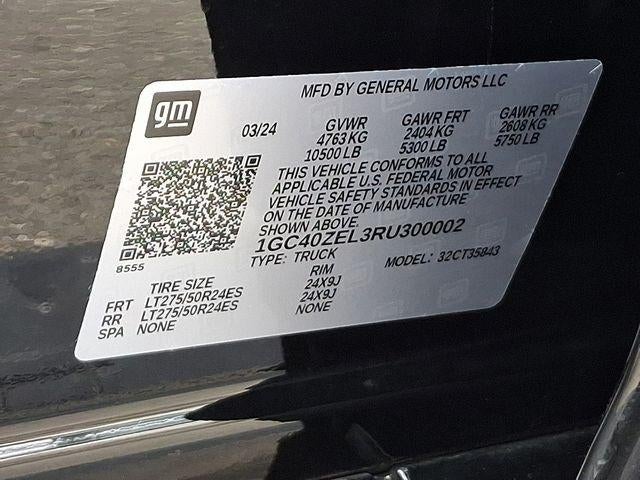 MFD BY GENERAL MOTORS LLC
gm
03/24
GVWR GAWR FRT GAWR RR
4763 KG 2404 KG 2608 KG
10500 LB 5300 LB 5750 LB
THIS VEHICLE CONFORMS TO ALL
APPLICABLE U.S. FEDERAL MOTOR
VEHICLE SAFETY STANDARDS IN EFFECT
ON THE DATE OF MANUFACTURE
SHOWN ABOVE.
1GC40ZEL3RU300002
8555
TYPE: TRUCK MODEL: 32CT35843
TIRE SIZE RIM
FRT LT275/50R24ES 24X9J
RR LT275/50R24ES 24X9J
SPA NONE NONE